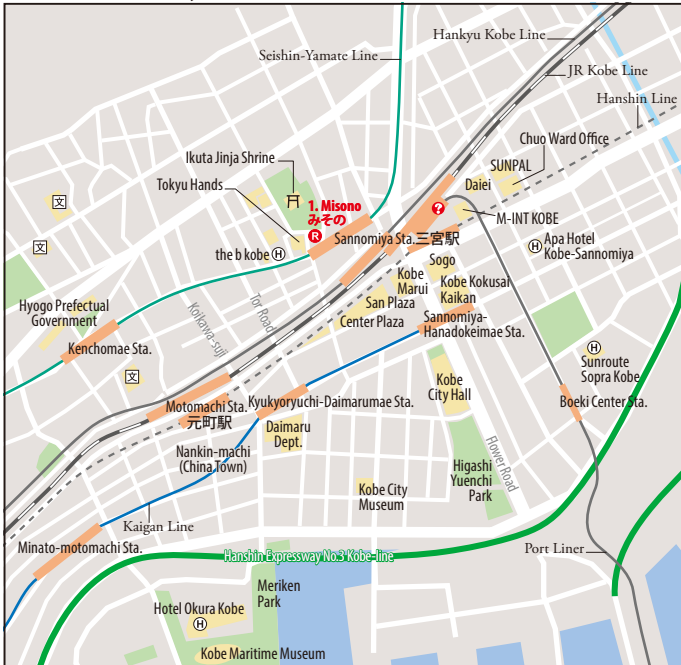 Hankyu Kobe Line
Seishin-Yamate Line
JR Kobe Line
Hanshin Line
Chuo Ward Office
Ikuta Jinja Shrine
SUNPAL
Daiei
Tokyu Hands
1. Misono
みその
R
?
M-INT KOBE
Sannomiya Sta.三宮駅
文
文
the b kobe H
H Apa Hotel
Kobe-Sannomiya
Sogo
Kobe
Marui
Kobe Kokusai
Kaikan
San Plaza
Center Plaza
Sannomiya-
Hanadokeimae Sta.
Hyogo Prefectual
Government
Koikawa-suji
Tor Road
Kenchomae Sta.
文
H
Sunroute
Sopra Kobe
Kobe
City Hall
Boeki Center Sta.
Motomachi Sta.
元町駅
Kyukyoryuchi-Daimarumae Sta.
Daimaru
Dept.
Flower Road
Nankin-machi
(China Town)
Higashi
Yuenchi
Park
Kobe City
Museum
Kaigan Line
Minato-motomachi Sta.
Hanshin Expressway No.3 Kobe-line
Port Liner
Meriken
Park
Hotel Okura Kobe
H
Kobe Maritime Museum